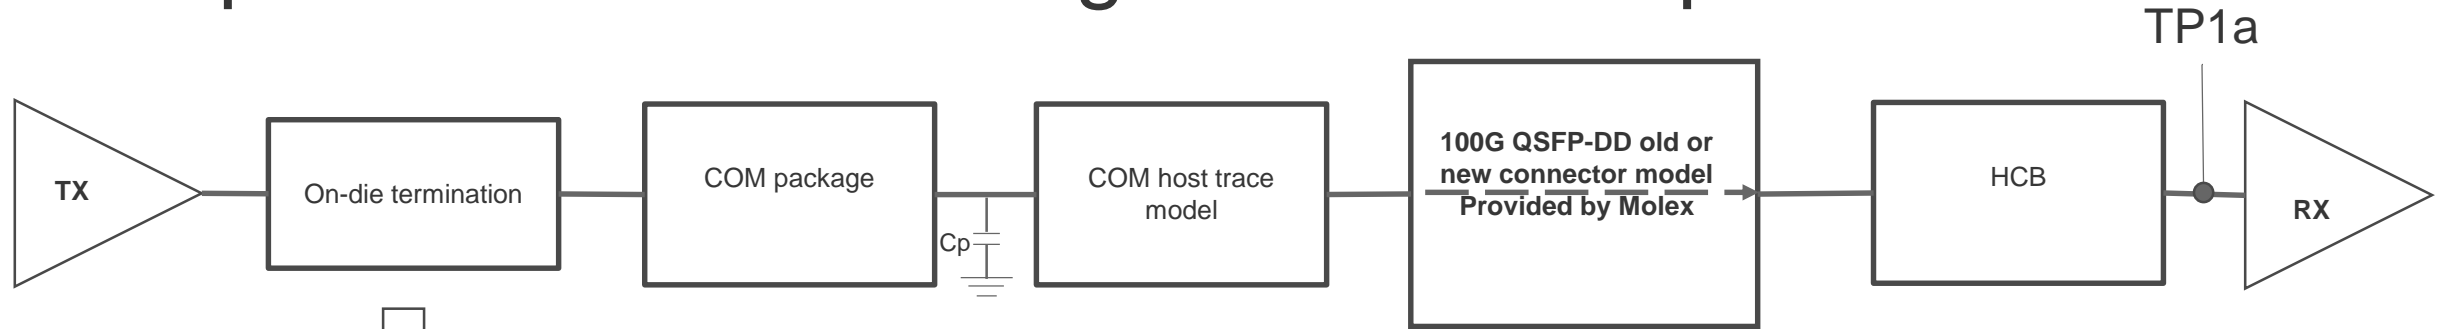 TP1a
TX
On-die termination
COM package
Cp
COM host trace
model
100G QSFP-DD old or
new connector model
Provided by Molex
HCB
RX